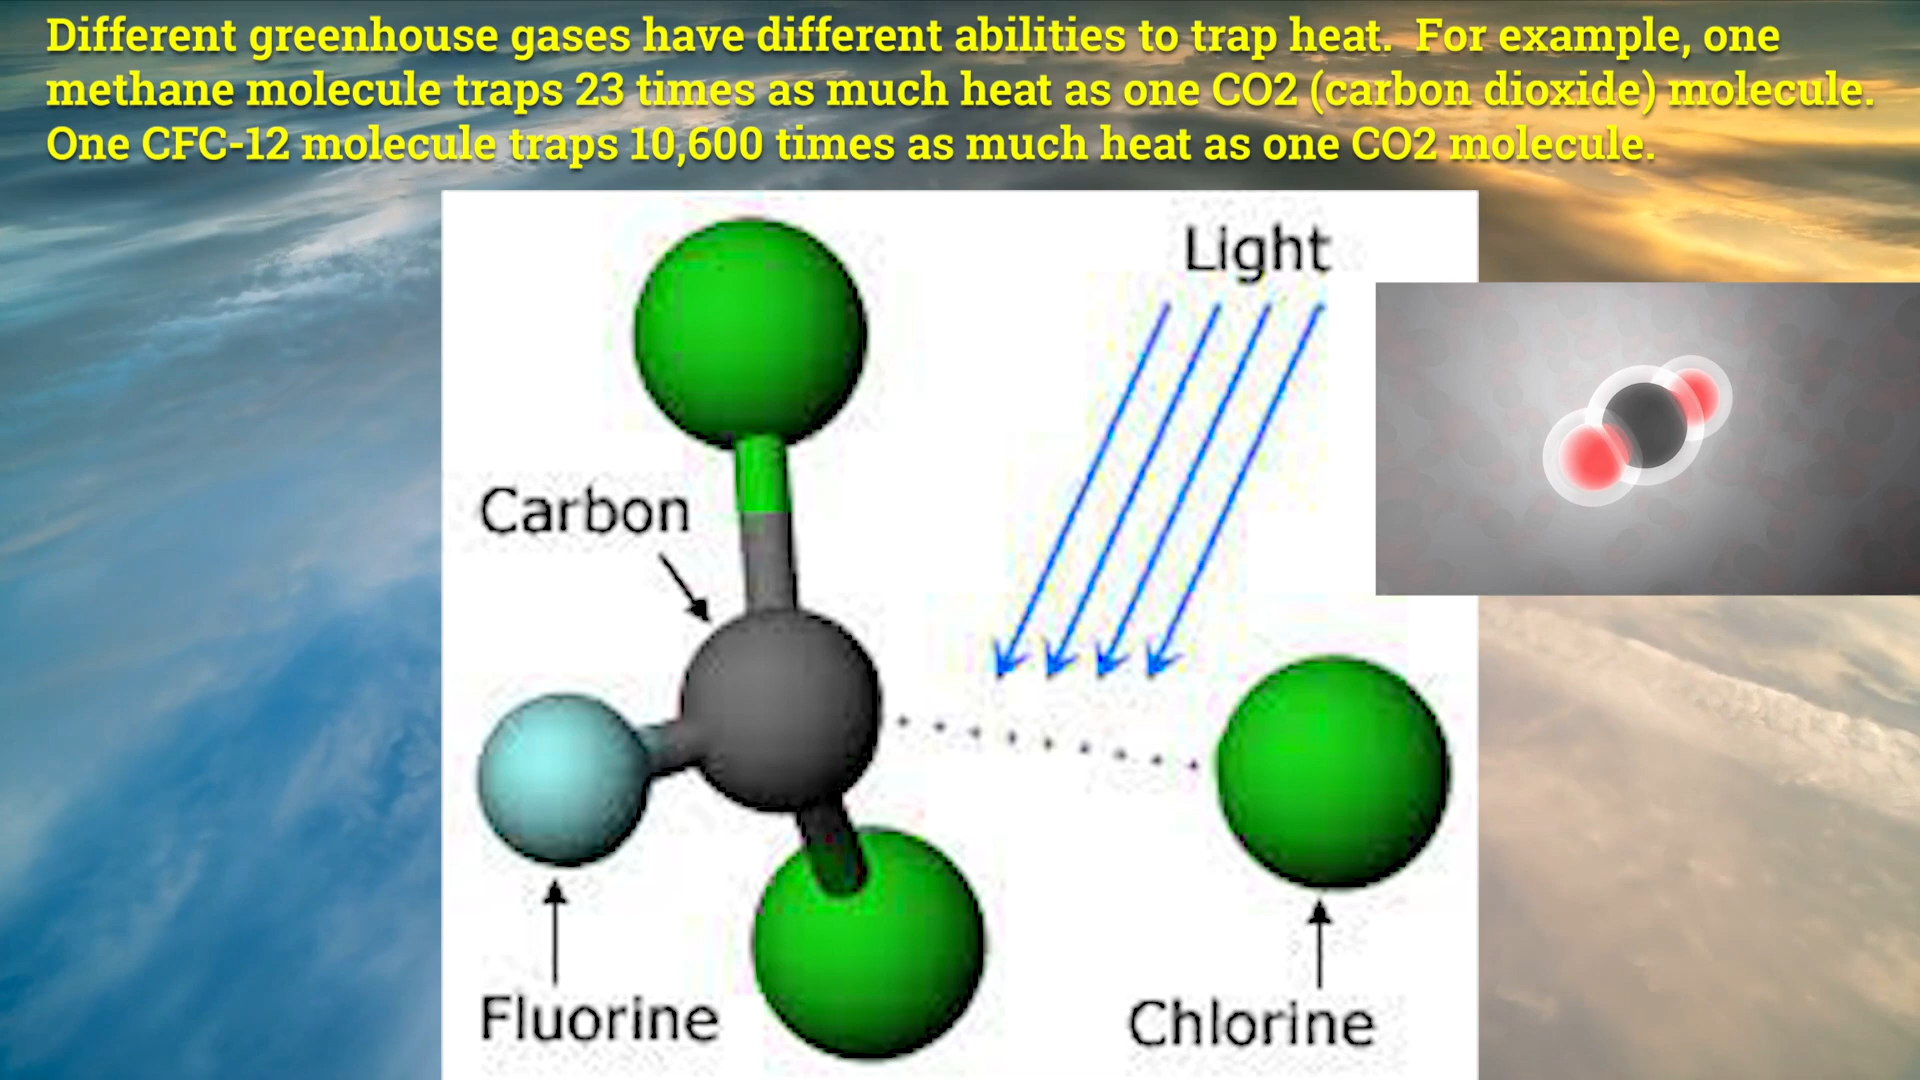 Different greenhouse gases have different abilities to trap heat.  For example, one
methane molecule traps 23 times as much heat as one CO2 (carbon dioxide) molecule.
One CFC-12 molecule traps 10,600 times as much heat as one CO2 molecule.
Light
Carbon
Fluorine
Chlorine